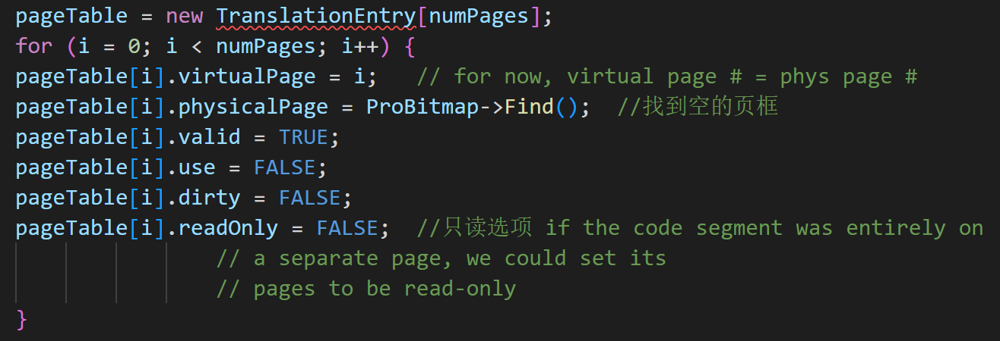 pageTable = new TranslationEntry[numPages];
for (i = 0; i < numPages; i++) {
pageTable[i].virtualPage = i;   // for now, virtual page # = phys page #
pageTable[i].physicalPage = ProBitmap->Find();  //找到空的页框
pageTable[i].valid = TRUE;
pageTable[i].use = FALSE;
pageTable[i].dirty = FALSE;
pageTable[i].readOnly = FALSE;  //只读选项 if the code segment was entirely on
                // a separate page, we could set its
                // pages to be read-only
}